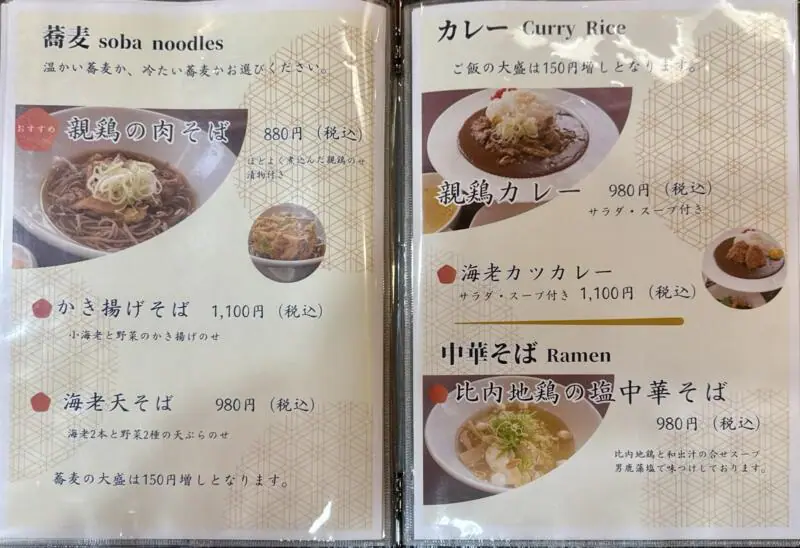 蕎麦 soba noodles
温かい蕎麦か、冷たい蕎麦かお選びください。
おすすめ
親鶏の肉そば 880円（税込）
ほどよく煮込んだ親鶏のせ
漬物付き
かき揚げそば 1,100円（税込）
小海老と野菜のかき揚げのせ
海老天そば 980円（税込）
海老2本と野菜2種の天ぷらのせ
蕎麦の大盛は150円増しとなります。
カレー Curry Rice
ご飯の大盛は150円増しとなります。
親鶏カレー 980円（税込）
サラダ・スープ付き
海老カツカレー
サラダ・スープ付き 1,100円（税込）
中華そば Ramen
比内地鶏の塩中華そば
980円（税込）
比内地鶏と和出汁の合せスープ
男鹿藻塩で味つけしております。